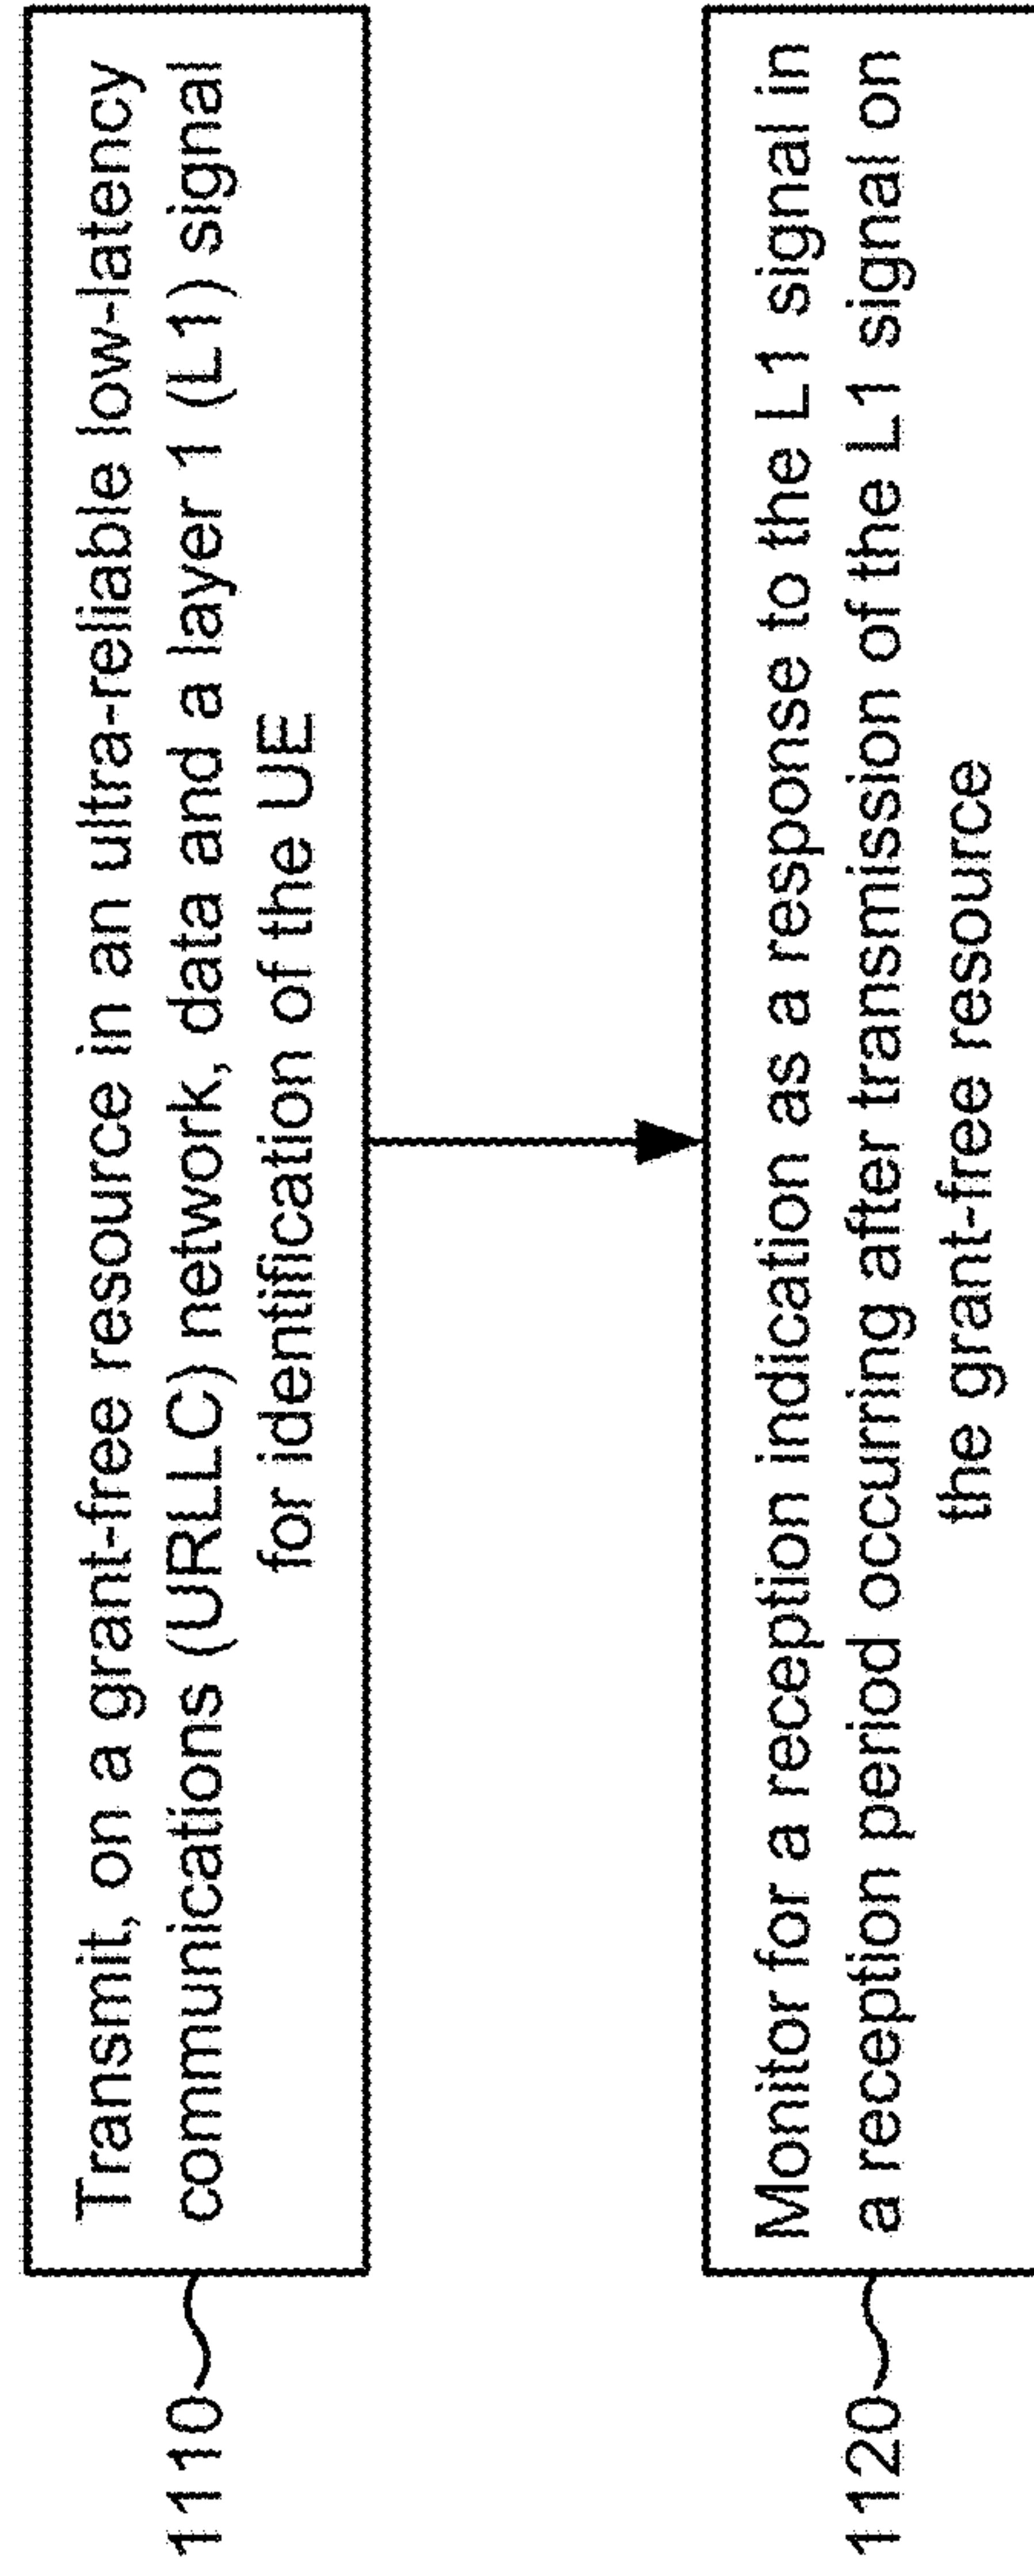 1110
Transmit, on a grant-free resource in an ultra-reliable low-latency
communications (URLLC) network, data and a layer 1 (L1) signal
for identification of the UE
1120
Monitor for a reception indication as a response to the L1 signal in
a reception period occurring after transmission of the L1 signal on
the grant-free resource